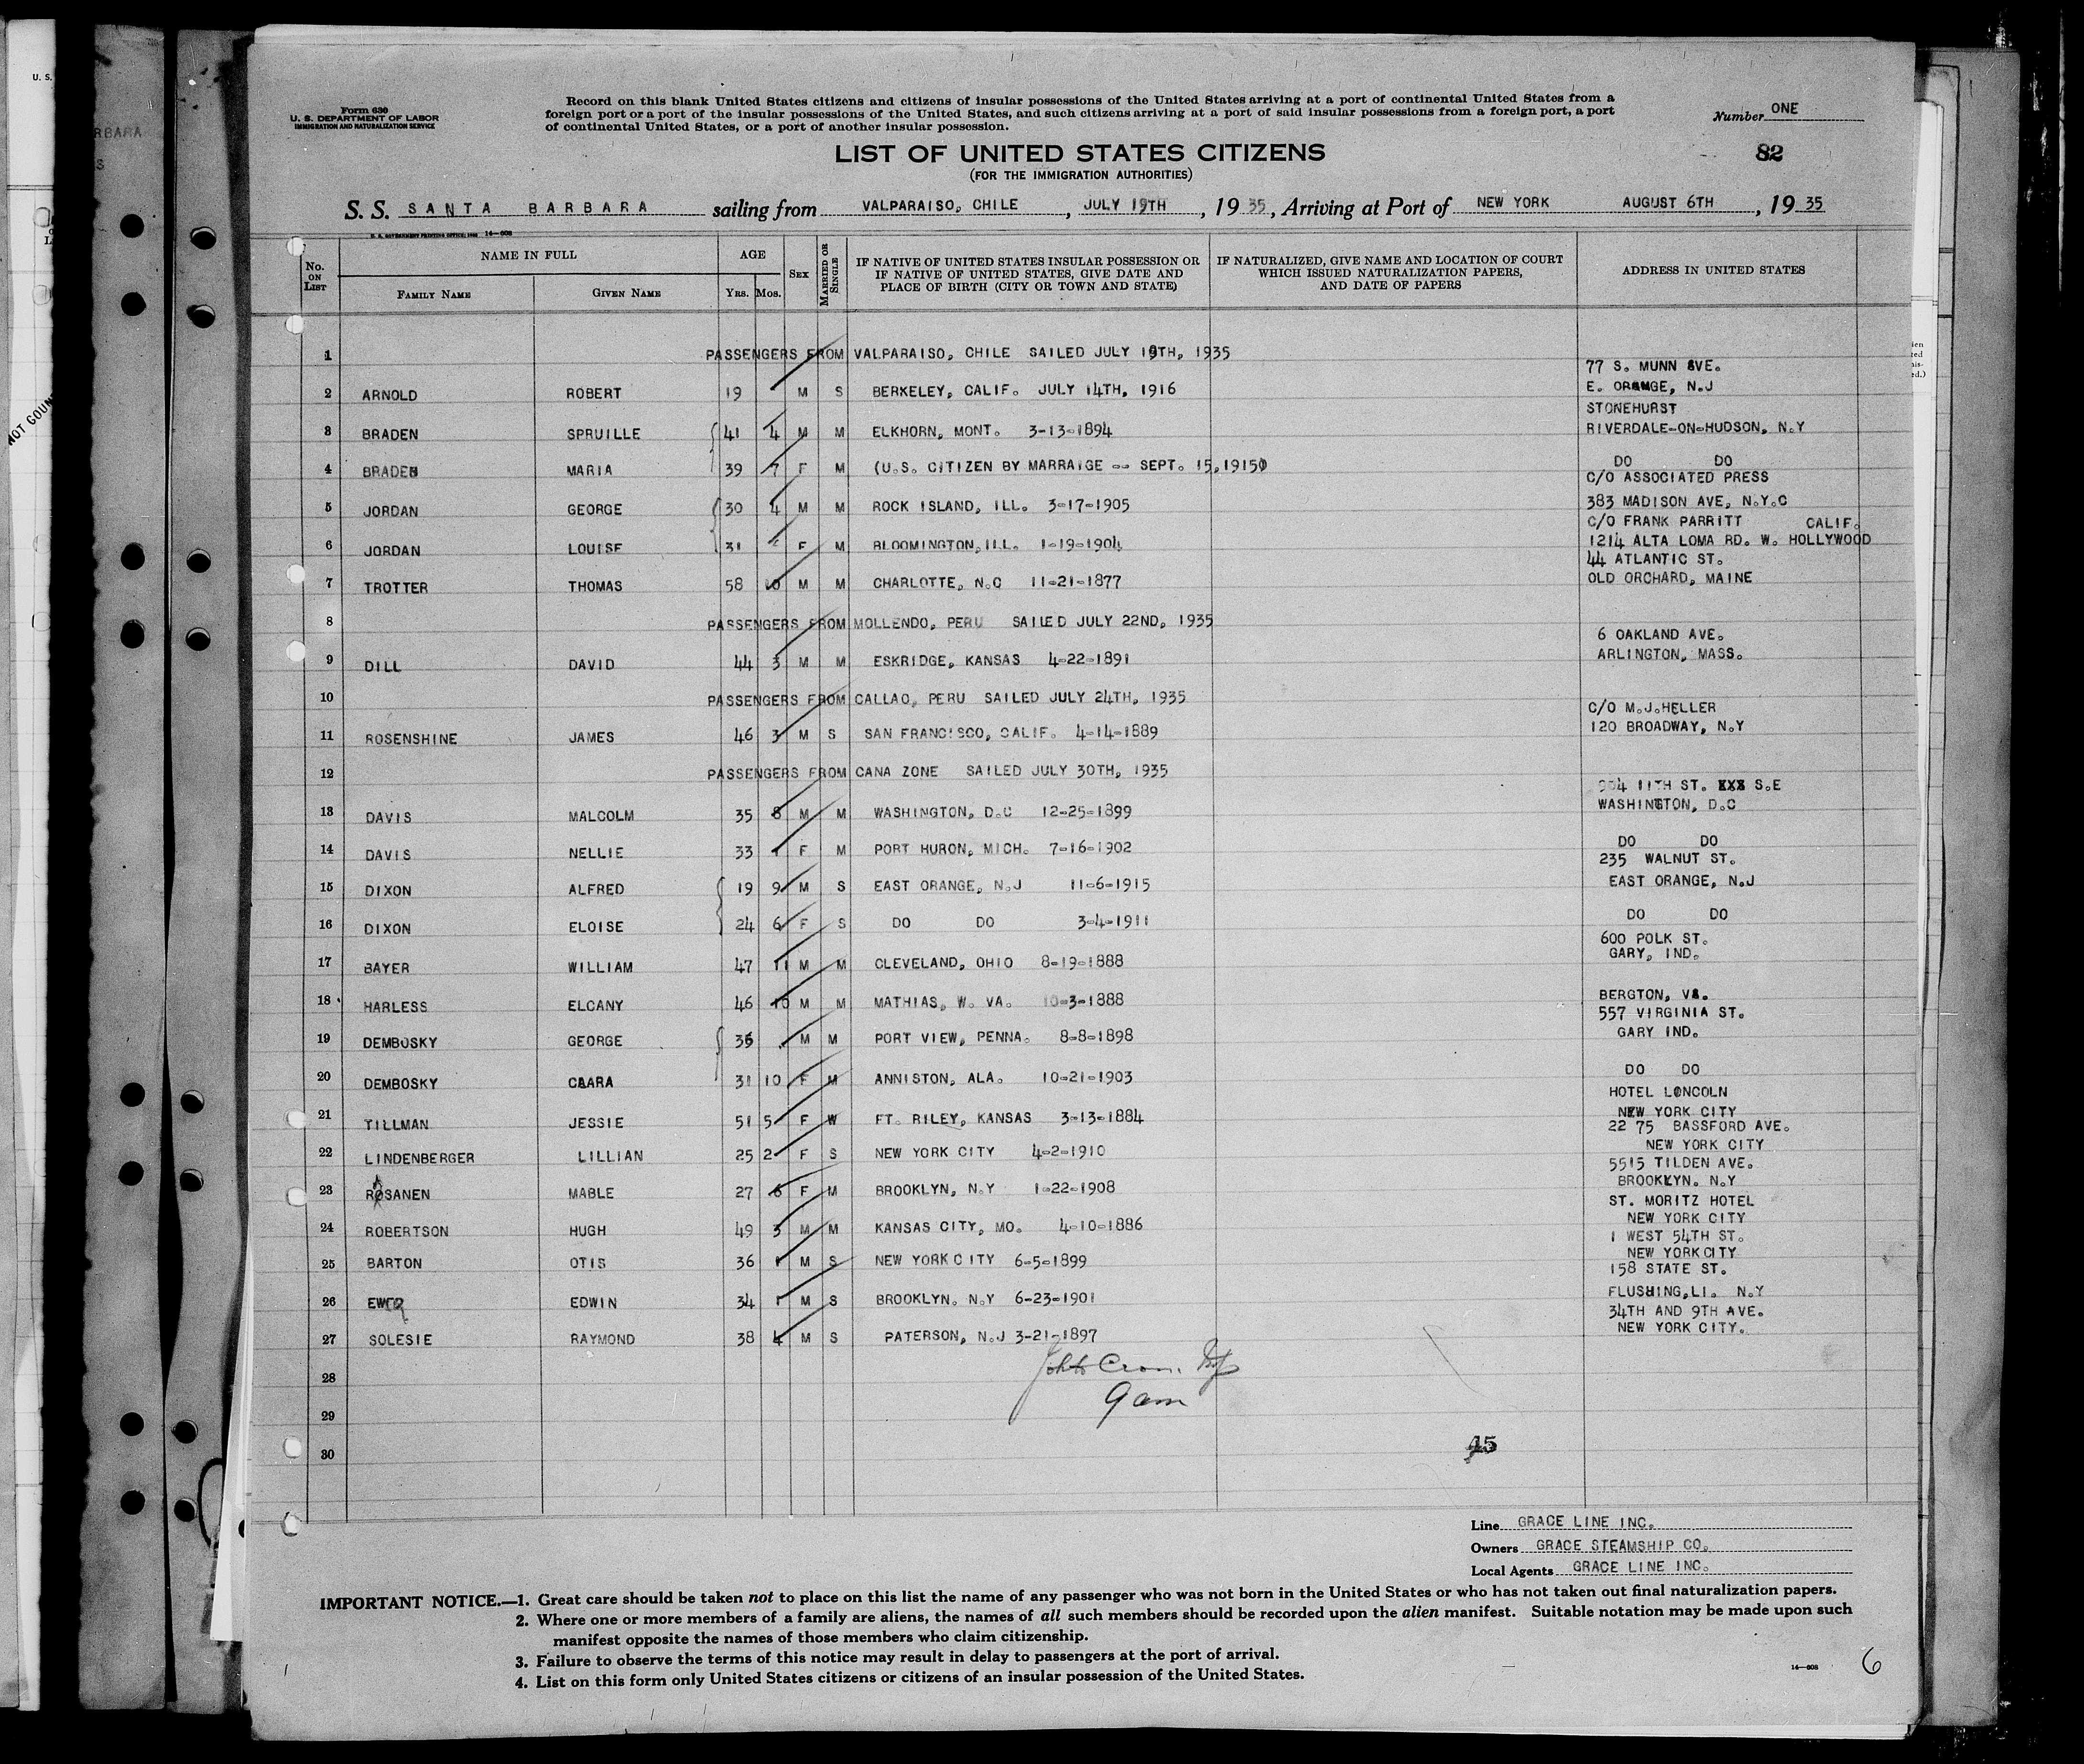 U. S.
RBARA
S
NOT COUN
Form 630
U. S. DEPARTMENT OF LABOR
IMMIGRATION AND NATURALIZATION SERVICE
Record on this blank United States citizens and citizens of insular possessions of the United States arriving at a port of continental United States from a
foreign port or a port of the insular possessions of the United States, and such citizens arriving at a port of said insular possessions from a foreign port, a port
of continental United States, or a port of another insular possession.
Number ONE
82
LIST OF UNITED STATES CITIZENS
(FOR THE IMMIGRATION AUTHORITIES)
S. S. SANTA BARBARA sailing from VALPARAISO, CHILE, JULY 19TH, 1935, Arriving at Port of NEW YORK AUGUST 6TH, 1935
U. S. GOVERNMENT PRINTING OFFICE: 14—608
No. ON LIST NAME IN FULL FAMILY NAME GIVEN NAME AGE YRS. MOS. SEX MARRIED OR SINGLE IF NATIVE OF UNITED STATES INSULAR POSSESSION OR IF NATIVE OF UNITED STATES, GIVE DATE AND PLACE OF BIRTH (CITY OR TOWN AND STATE) IF NATURALIZED, GIVE NAME AND LOCATION OF COURT WHICH ISSUED NATURALIZATION PAPERS, AND DATE OF PAPERS ADDRESS IN UNITED STATES
1 PASSENGERS FROM VALPARAISO, CHILE SAILED JULY 19TH, 1935
77 S. MUNN AVE.
2 ARNOLD ROBERT 19 M S BERKELEY, CALIF. JULY 14TH, 1916 E. ORANGE, N.J
STONEHURST
3 BRADEN SPRUILLE 41 4 M M ELKHORN, MONT. 3-13-1894 RIVERDALE-ON-HUDSON, N.Y
4 BRADEN MARIA 39 7 F M (U.S. CITIZEN BY MARRAIGE -- SEPT. 15,1915) DO DO
C/O ASSOCIATED PRESS
5 JORDAN GEORGE 30 4 M M ROCK ISLAND, ILL. 3-17-1905 383 MADISON AVE, N.Y.C
C/O FRANK PARRITT CALIF.
6 JORDAN LOUISE 31 F M BLOOMINGTON, ILL. 1-19-1904 1214 ALTA LOMA RD. W. HOLLYWOOD
44 ATLANTIC ST.
7 TROTTER THOMAS 58 10 M M CHARLOTTE, N.C 11-21-1877 OLD ORCHARD, MAINE
8 PASSENGERS FROM MOLLENDO, PERU SAILED JULY 22ND, 1935
6 OAKLAND AVE.
9 DILL DAVID 44 3 M M ESKRIDGE, KANSAS 4-22-1891 ARLINGTON, MASS.
10 PASSENGERS FROM CALLAO, PERU SAILED JULY 24TH, 1935
C/O M.J.HELLER
11 ROSENSHINE JAMES 46 3 M S SAN FRANCISCO, CALIF. 4-14-1889 120 BROADWAY, N.Y
12 PASSENGERS FROM CANA ZONE SAILED JULY 30TH, 1935
904 11TH ST. XXX S.E
13 DAVIS MALCOLM 35 8 M M WASHINGTON, D.C 12-25-1899 WASHINGTON, D.C
14 DAVIS NELLIE 33 1 F M PORT HURON, MICH. 7-16-1902 DO DO
235 WALNUT ST.
15 DIXON ALFRED 19 9 M S EAST ORANGE, N.J 11-6-1915 EAST ORANGE, N.J
16 DIXON ELOISE 24 6 F S DO DO 3-4-1911 DO DO
600 POLK ST.
17 BAYER WILLIAM 47 11 M M CLEVELAND, OHIO 8-19-1888 GARY, IND.
18 HARLESS ELCANY 46 10 M M MATHIAS, W. VA. 10-3-1888 BERGTON, VA.
557 VIRGINIA ST.
19 DEMBOSKY GEORGE 36 M M PORT VIEW, PENNA. 8-8-1898 GARY IND.
20 DEMBOSKY CLARA 31 10 F M ANNISTON, ALA. 10-21-1903 DO DO
HOTEL LONCOLN
21 TILLMAN JESSIE 51 5 F W FT. RILEY, KANSAS 3-13-1884 NEW YORK CITY
22 75 BASSFORD AVE.
22 LINDENBERGER LILLIAN 25 2 F S NEW YORK CITY 4-2-1910 NEW YORK CITY
5515 TILDEN AVE.
23 ROSANEN MABLE 27 6 F M BROOKLYN, N.Y 1-22-1908 BROOKLYN. N.Y
ST. MORITZ HOTEL
24 ROBERTSON HUGH 49 3 M M KANSAS CITY, MO. 4-10-1886 NEW YORK CITY
1 WEST 54TH ST.
25 BARTON OTIS 36 1 M S NEW YORK CITY 6-5-1899 NEW YORK CITY
158 STATE ST.
26 EWER EDWIN 34 1 M S BROOKLYN. N.Y 6-23-1901 FLUSHING,LI. N.Y
34TH AND 9TH AVE.
27 SOLESIE RAYMOND 38 4 M S PATERSON, N.J 3-21-1897 NEW YORK CITY.
28
29
30
45
Line GRACE LINE INC.
Owners GRACE STEAMSHIP CO.
Local Agents GRACE LINE INC.
IMPORTANT NOTICE.—1. Great care should be taken not to place on this list the name of any passenger who was not born in the United States or who has not taken out final naturalization papers.
2. Where one or more members of a family are aliens, the names of all such members should be recorded upon the alien manifest. Suitable notation may be made upon such
manifest opposite the names of those members who claim citizenship.
3. Failure to observe the terms of this notice may result in delay to passengers at the port of arrival.
4. List on this form only United States citizens or citizens of an insular possession of the United States.
14—608
6